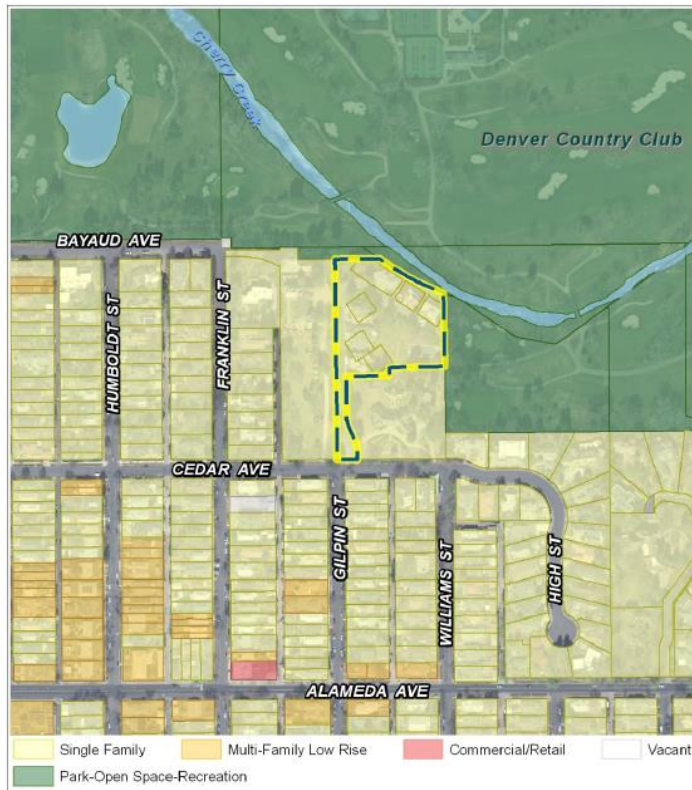 Cherry Creek
Denver Country Club
BAYAUD AVE
HUMBOLDT ST
FRANKLIN ST
CEDAR AVE
GILPIN ST
WILLIAMS ST
HIGH ST
ALAMEDA AVE
Single Family
Multi-Family Low Rise
Commercial/Retail
Vacant
Park-Open Space-Recreation